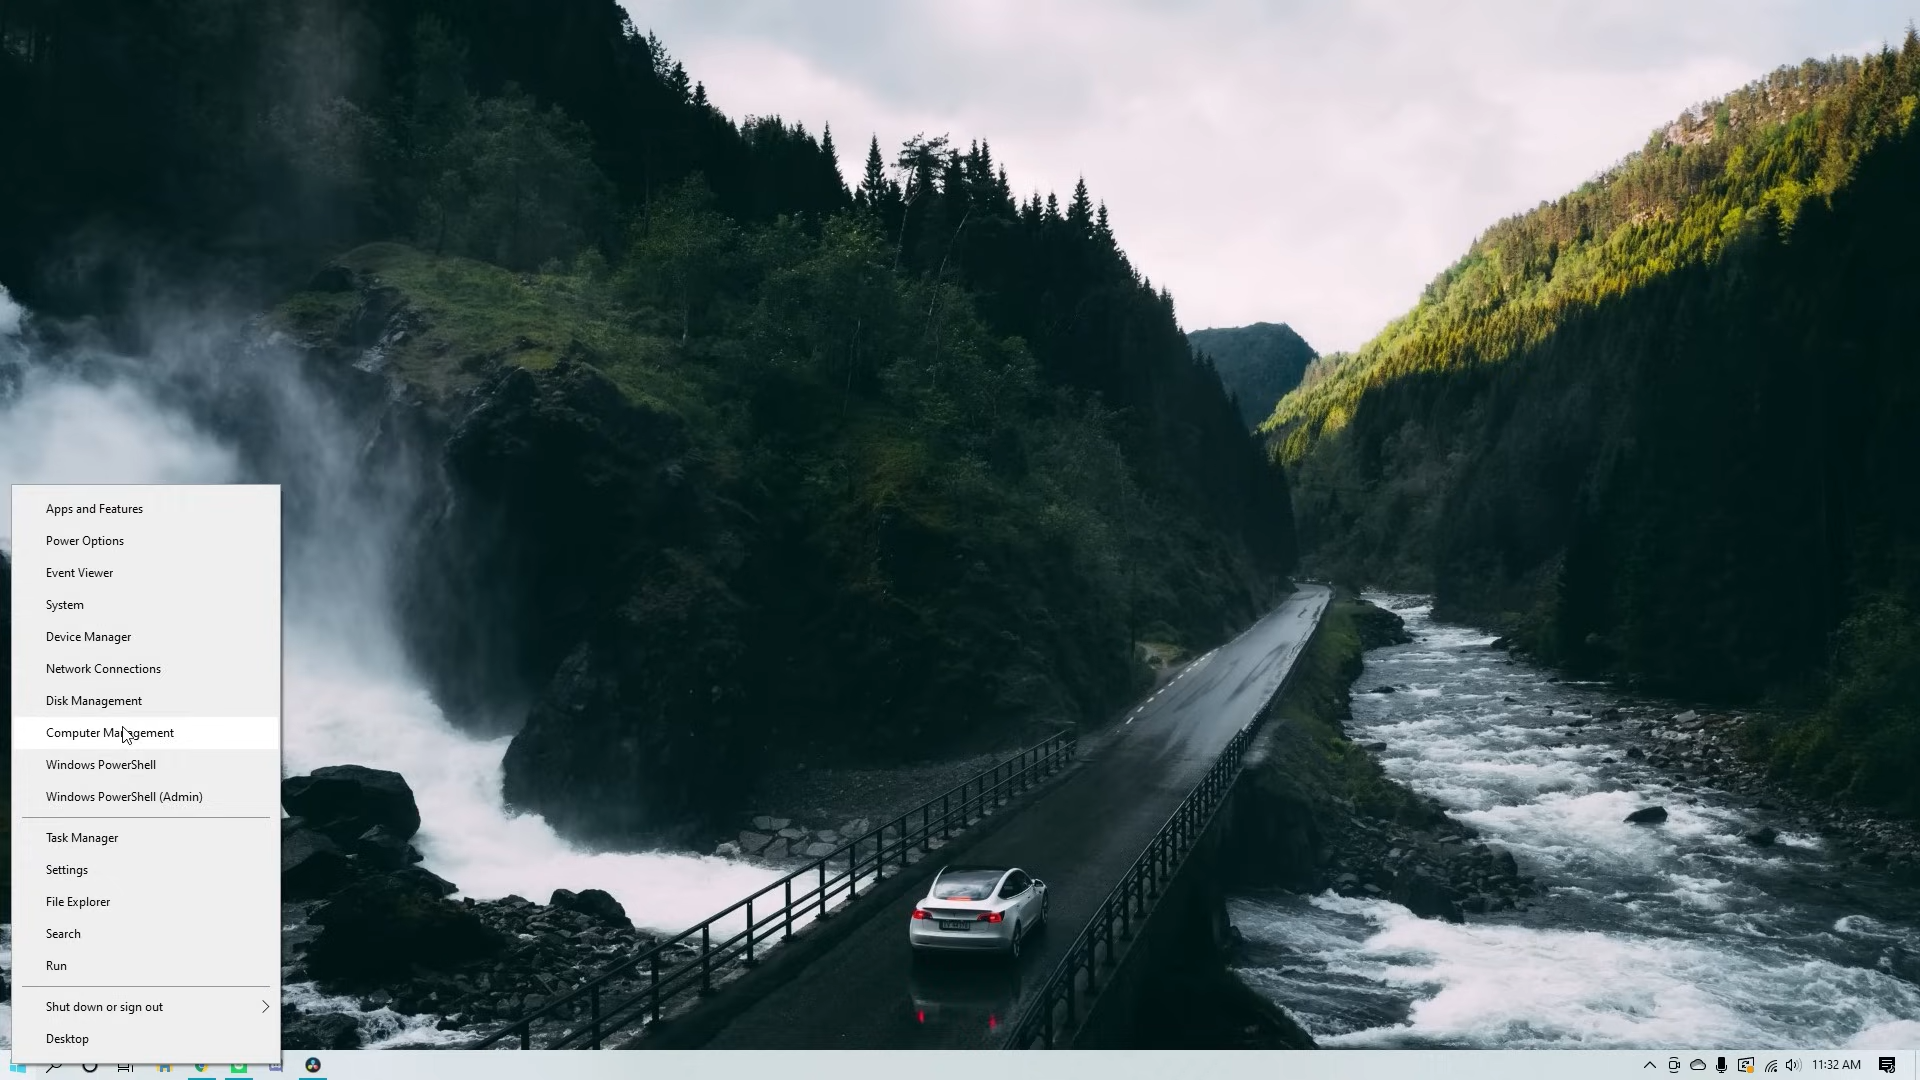 Apps and Features
Power Options
Event Viewer
System
Device Manager
Network Connections
Disk Management
Computer Management
Windows PowerShell
Windows PowerShell (Admin)
Task Manager
Settings
File Explorer
Search
Run
Shut down or sign out
Desktop
11:32 AM